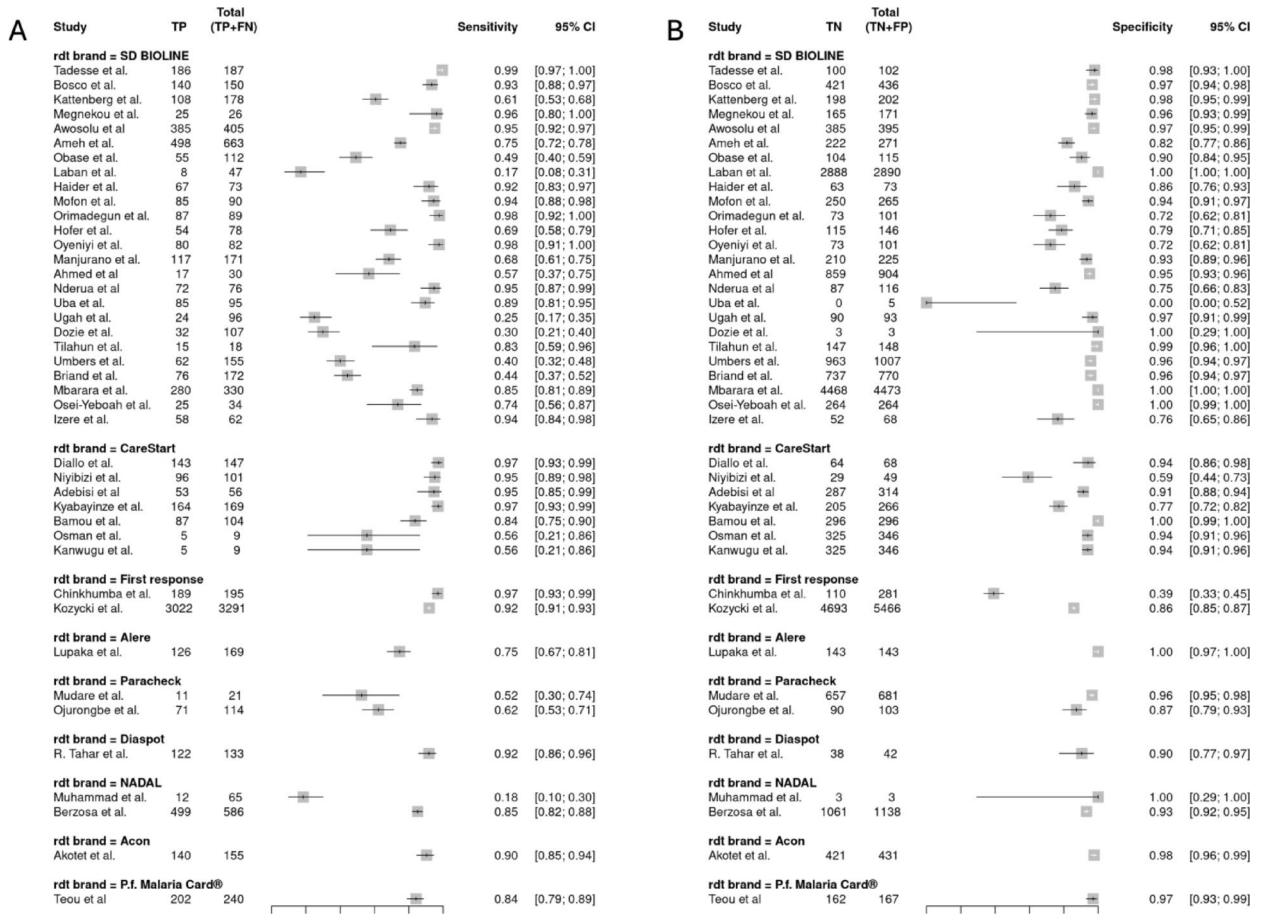 A
Study TP Total (TP+FN) Sensitivity 95% CI
rdt brand = SD BIOLINE
Tadesse et al. 186 187 0.99 [0.97; 1.00]
Bosco et al. 140 150 0.93 [0.88; 0.97]
Kattenberg et al. 108 178 0.61 [0.53; 0.68]
Megnekou et al. 25 26 0.96 [0.80; 1.00]
Awosolu et al 385 405 0.95 [0.92; 0.97]
Ameh et al. 498 663 0.75 [0.72; 0.78]
Obase et al. 55 112 0.49 [0.40; 0.59]
Laban et al. 8 47 0.17 [0.08; 0.31]
Haider et al. 67 73 0.92 [0.83; 0.97]
Mofon et al. 85 90 0.94 [0.88; 0.98]
Orimadegun et al. 87 89 0.98 [0.92; 1.00]
Hofer et al. 54 78 0.69 [0.58; 0.79]
Oyeniyi et al. 80 82 0.98 [0.91; 1.00]
Manjurano et al. 117 171 0.68 [0.61; 0.75]
Ahmed et al 17 30 0.57 [0.37; 0.75]
Nderua et al 72 76 0.95 [0.87; 0.99]
Uba et al. 85 95 0.89 [0.81; 0.95]
Ugah et al. 24 96 0.25 [0.17; 0.35]
Dozie et al. 32 107 0.30 [0.21; 0.40]
Tilahun et al. 15 18 0.83 [0.59; 0.96]
Umbers et al. 62 155 0.40 [0.32; 0.48]
Briand et al. 76 172 0.44 [0.37; 0.52]
Mbarara et al. 280 330 0.85 [0.81; 0.89]
Osei-Yeboah et al. 25 34 0.74 [0.56; 0.87]
Izere et al. 58 62 0.94 [0.84; 0.98]
rdt brand = CareStart
Diallo et al. 143 147 0.97 [0.93; 0.99]
Niyibizi et al. 96 101 0.95 [0.89; 0.98]
Adebisi et al 53 56 0.95 [0.85; 0.99]
Kyabayinze et al. 164 169 0.97 [0.93; 0.99]
Bamou et al. 87 104 0.84 [0.75; 0.90]
Osman et al. 5 9 0.56 [0.21; 0.86]
Kanwugu et al. 5 9 0.56 [0.21; 0.86]
rdt brand = First response
Chinkhumba et al. 189 195 0.97 [0.93; 0.99]
Kozycki et al. 3022 3291 0.92 [0.91; 0.93]
rdt brand = Alere
Lupaka et al. 126 169 0.75 [0.67; 0.81]
rdt brand = Paracheck
Mudare et al. 11 21 0.52 [0.30; 0.74]
Ojurongbe et al. 71 114 0.62 [0.53; 0.71]
rdt brand = Diaspot
R. Tahar et al. 122 133 0.92 [0.86; 0.96]
rdt brand = NADAL
Muhammad et al. 12 65 0.18 [0.10; 0.30]
Berzosa et al. 499 586 0.85 [0.82; 0.88]
rdt brand = Acon
Akotet et al. 140 155 0.90 [0.85; 0.94]
rdt brand = P.f. Malaria Card®
Teou et al 202 240 0.84 [0.79; 0.89]
B
Study TN Total (TN+FP) Specificity 95% CI
rdt brand = SD BIOLINE
Tadesse et al. 100 102 0.98 [0.93; 1.00]
Bosco et al. 421 436 0.97 [0.94; 0.98]
Kattenberg et al. 198 202 0.98 [0.95; 0.99]
Megnekou et al. 165 171 0.96 [0.93; 0.99]
Awosolu et al 385 395 0.97 [0.95; 0.99]
Ameh et al. 222 271 0.82 [0.77; 0.86]
Obase et al. 104 115 0.90 [0.84; 0.95]
Laban et al. 2888 2890 1.00 [1.00; 1.00]
Haider et al. 63 73 0.86 [0.76; 0.93]
Mofon et al. 250 265 0.94 [0.91; 0.97]
Orimadegun et al. 73 101 0.72 [0.62; 0.81]
Hofer et al. 115 146 0.79 [0.71; 0.85]
Oyeniyi et al. 73 101 0.72 [0.62; 0.81]
Manjurano et al. 210 225 0.93 [0.89; 0.96]
Ahmed et al 859 904 0.95 [0.93; 0.96]
Nderua et al 87 116 0.75 [0.66; 0.83]
Uba et al. 0 5 0.00 [0.00; 0.52]
Ugah et al. 90 93 0.97 [0.91; 0.99]
Dozie et al. 3 3 1.00 [0.29; 1.00]
Tilahun et al. 147 148 0.99 [0.96; 1.00]
Umbers et al. 963 1007 0.96 [0.94; 0.97]
Briand et al. 737 770 0.96 [0.94; 0.97]
Mbarara et al. 4468 4473 1.00 [1.00; 1.00]
Osei-Yeboah et al. 264 264 1.00 [0.99; 1.00]
Izere et al. 52 68 0.76 [0.65; 0.86]
rdt brand = CareStart
Diallo et al. 64 68 0.94 [0.86; 0.98]
Niyibizi et al. 29 49 0.59 [0.44; 0.73]
Adebisi et al 287 314 0.91 [0.88; 0.94]
Kyabayinze et al. 205 266 0.77 [0.72; 0.82]
Bamou et al. 296 296 1.00 [0.99; 1.00]
Osman et al. 325 346 0.94 [0.91; 0.96]
Kanwugu et al. 325 346 0.94 [0.91; 0.96]
rdt brand = First response
Chinkhumba et al. 110 281 0.39 [0.33; 0.45]
Kozycki et al. 4693 5466 0.86 [0.85; 0.87]
rdt brand = Alere
Lupaka et al. 143 143 1.00 [0.97; 1.00]
rdt brand = Paracheck
Mudare et al. 657 681 0.96 [0.95; 0.98]
Ojurongbe et al. 90 103 0.87 [0.79; 0.93]
rdt brand = Diaspot
R. Tahar et al. 38 42 0.90 [0.77; 0.97]
rdt brand = NADAL
Muhammad et al. 3 3 1.00 [0.29; 1.00]
Berzosa et al. 1061 1138 0.93 [0.92; 0.95]
rdt brand = Acon
Akotet et al. 421 431 0.98 [0.96; 0.99]
rdt brand = P.f. Malaria Card®
Teou et al 162 167 0.97 [0.93; 0.99]